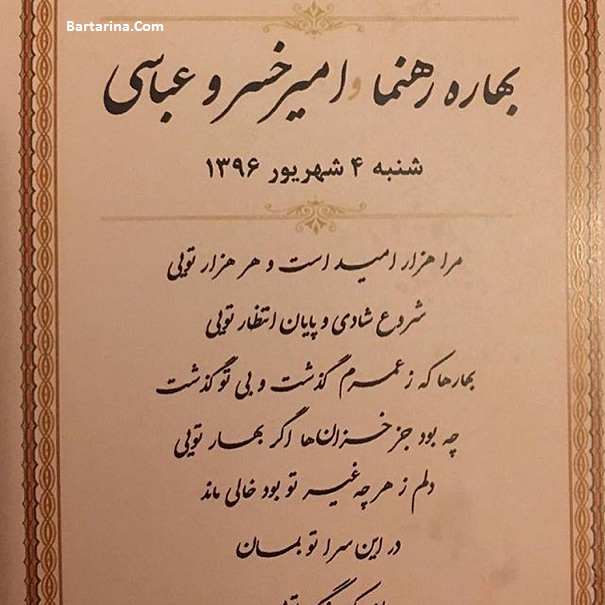 Bartarina.Com
بهاره رهنما و امیرخسرو عباسی
شنبه ۴ شهریور ۱۳۹۶
مرا هزار امید است و هر هزار تویی
شروع شادی و پایان انتظار تویی
بهارها که ز عمرم گذشت و بی تو گذشت
چه بود جز خزان‌ها اگر بهار تویی
دلم ز هر چه غیر تو بود خالی ماند
در این سرا تو بمان